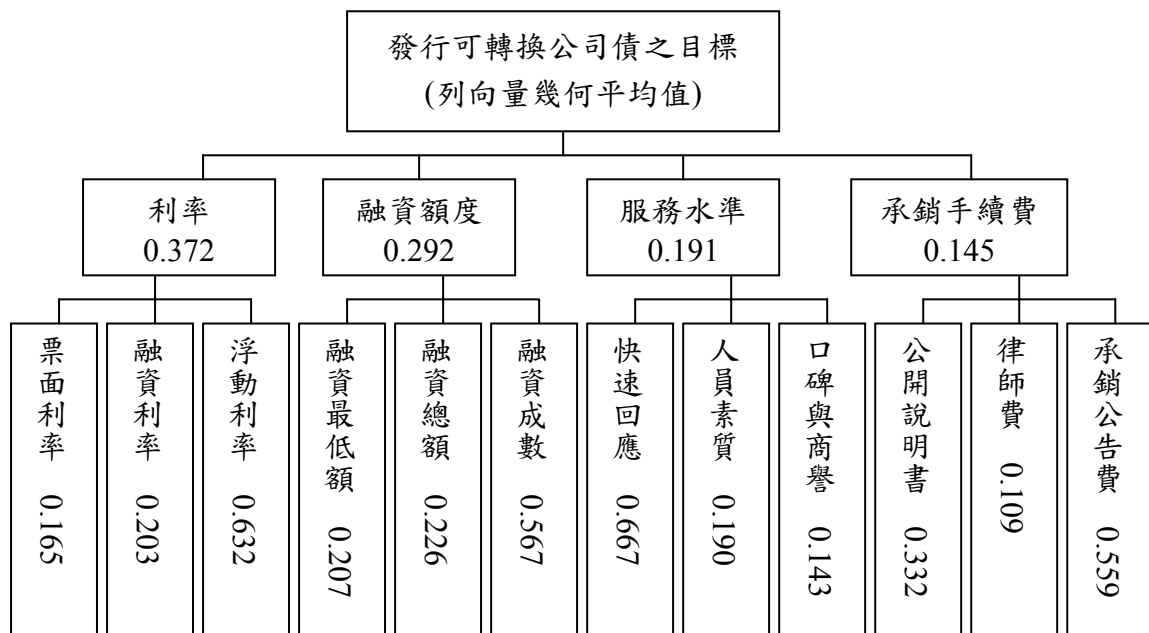 發行可轉換公司債之目標
(列向量幾何平均值)
利率
0.372
融資額度
0.292
服務水準
0.191
承銷手續費
0.145
票面利率 0.165
融資利率 0.203
浮動利率 0.632
融資最低額 0.207
融資總額 0.226
融資成數 0.567
快速回應 0.667
人員素質 0.190
口碑與商譽 0.143
公開說明書 0.332
律師費 0.109
承銷公告費 0.559